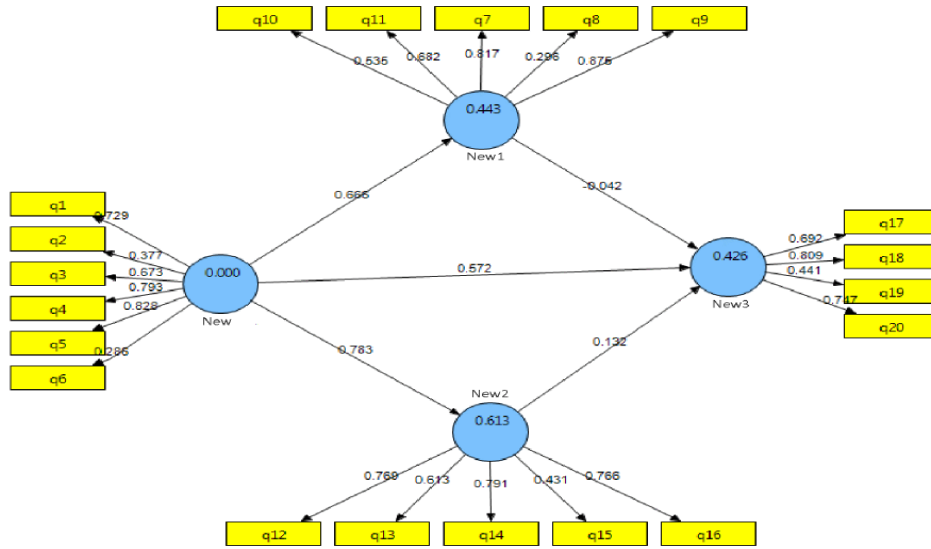 q10 q11 q7 q8 q9
0.535 0.682 0.817 0.296 0.875
0.443
New1
0.666 -0.042
q1 0.729
q2 0.377
q3 0.673
q4 0.793
q5 0.828
q6 0.286
0.000
New
0.572
0.426
New3
q17 0.692
q18 0.809
q19 0.441
q20 0.747
0.783 0.132
New2
0.613
0.769 0.613 0.791 0.431 0.766
q12 q13 q14 q15 q16